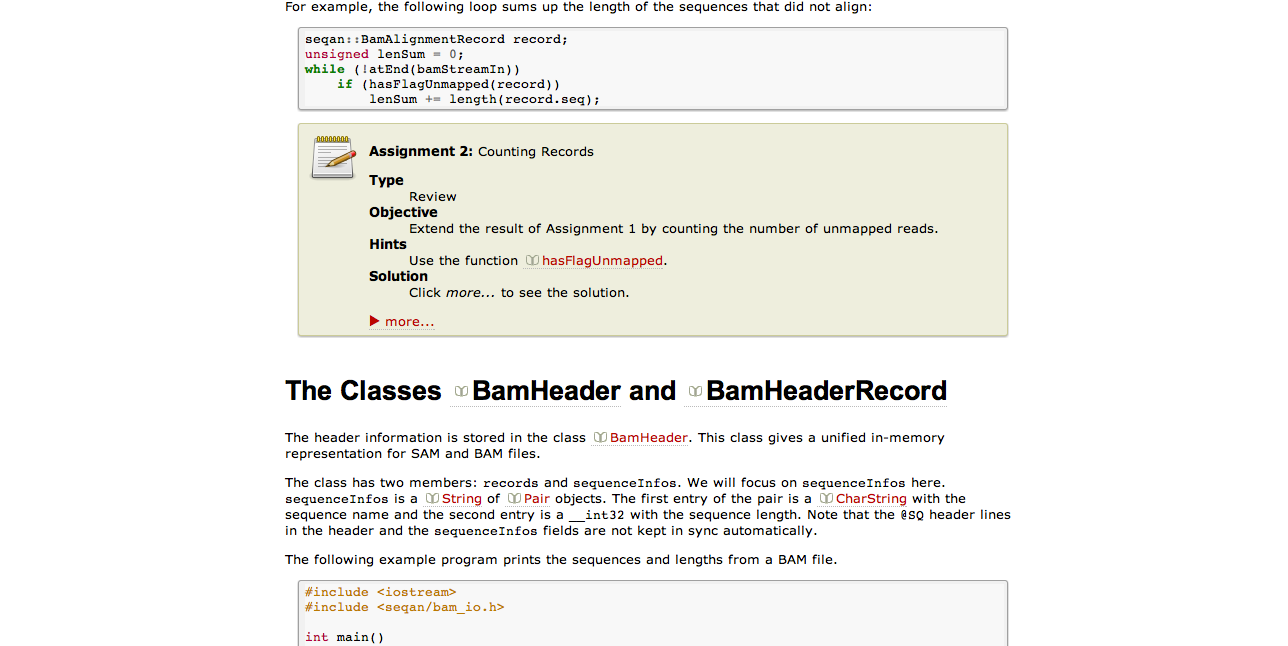 For example, the following loop sums up the length of the sequences that did not align:
seqan::BamAlignmentRecord record;
unsigned lenSum = 0;
while (!atEnd(bamStreamIn))
    if (hasFlagUnmapped(record))
        lenSum += length(record.seq);
Assignment 2: Counting Records
Type
Review
Objective
Extend the result of Assignment 1 by counting the number of unmapped reads.
Hints
Use the function hasFlagUnmapped.
Solution
Click more... to see the solution.
more...
The Classes BamHeader and BamHeaderRecord
The header information is stored in the class BamHeader. This class gives a unified in-memory
representation for SAM and BAM files.
The class has two members: records and sequenceInfos. We will focus on sequenceInfos here.
sequenceInfos is a String of Pair objects. The first entry of the pair is a CharString with the
sequence name and the second entry is a __int32 with the sequence length. Note that the @SQ header lines
in the header and the sequenceInfos fields are not kept in sync automatically.
The following example program prints the sequences and lengths from a BAM file.
#include <iostream>
#include <seqan/bam_io.h>
int main()